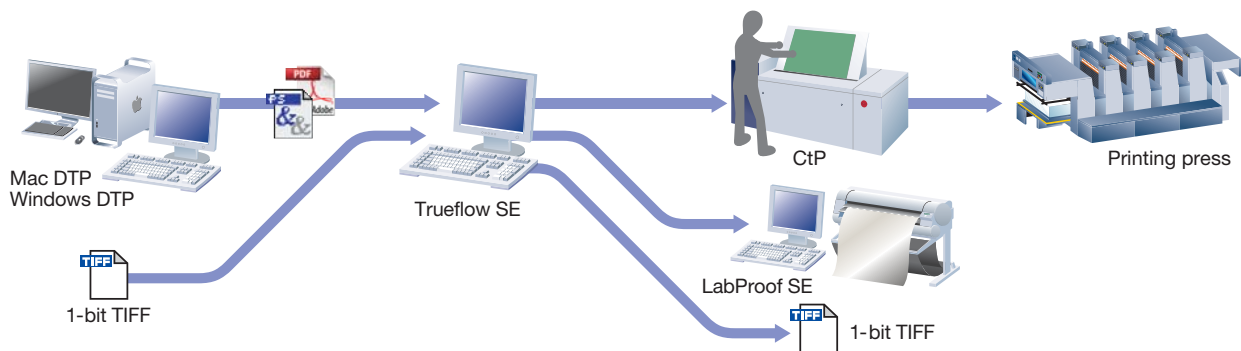 PDF
Adobe
PS
&
&
Mac DTP
Windows DTP
Trueflow SE
CtP
Printing press
TIFF
1-bit TIFF
LabProof SE
TIFF
1-bit TIFF